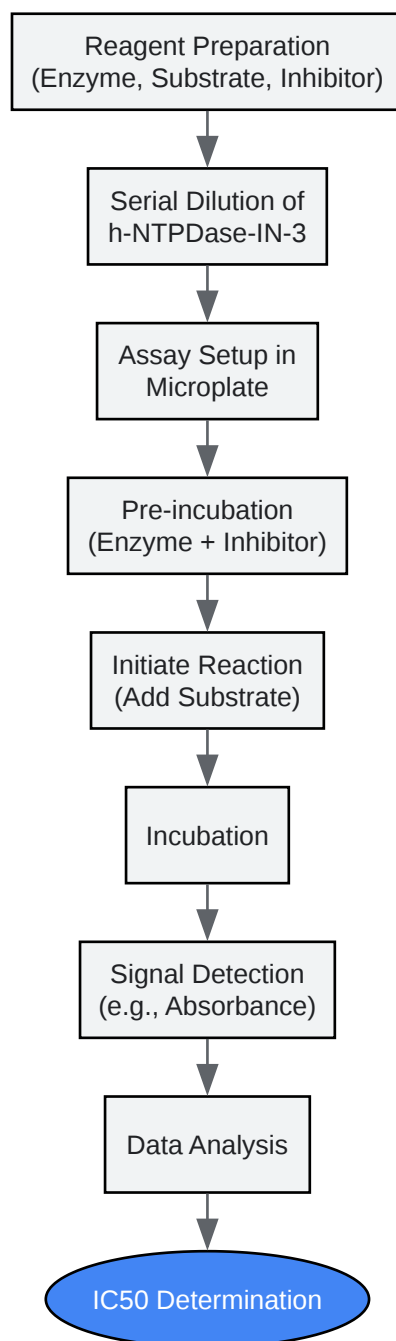 Reagent Preparation
(Enzyme, Substrate, Inhibitor)
Serial Dilution of
h-NTPDase-IN-3
Assay Setup in
Microplate
Pre-incubation
(Enzyme + Inhibitor)
Initiate Reaction
(Add Substrate)
Incubation
Signal Detection
(e.g., Absorbance)
Data Analysis
IC50 Determination